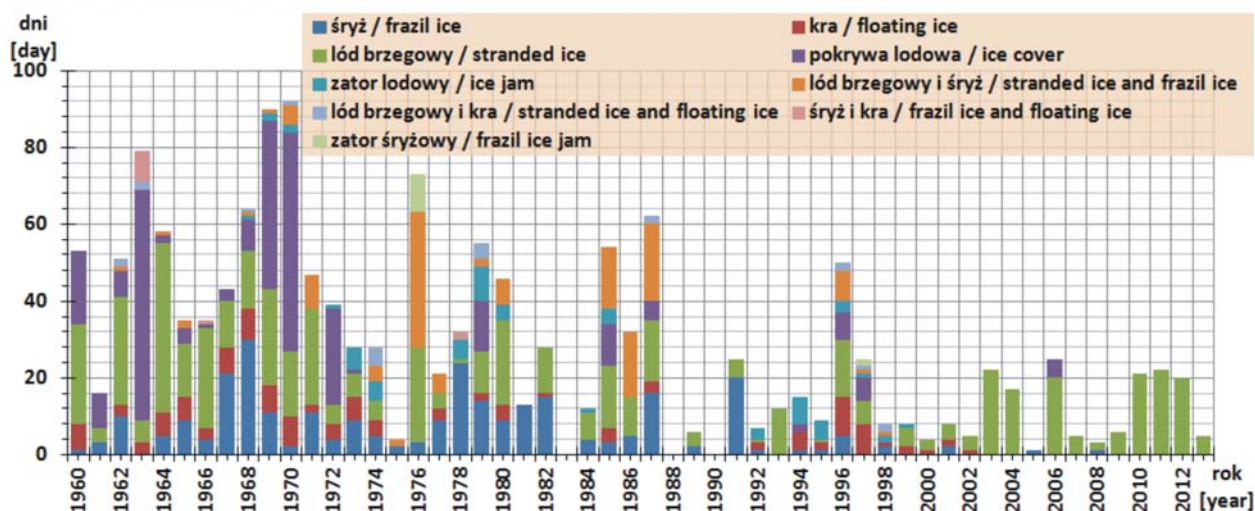 dni
[day]
śryż / frazil ice
kra / floating ice
lód brzegowy / stranded ice
pokrywa lodowa / ice cover
zator lodowy / ice jam
lód brzegowy i śryż / stranded ice and frazil ice
lód brzegowy i kra / stranded ice and floating ice
śryż i kra / frazil ice and floating ice
zator śryżowy / frazil ice jam
100
80
60
40
20
0
1960
1962
1964
1966
1968
1970
1972
1974
1976
1978
1980
1982
1984
1986
1988
1990
1992
1994
1996
1998
2000
2002
2004
2006
2008
2010
2012
rok
[year]